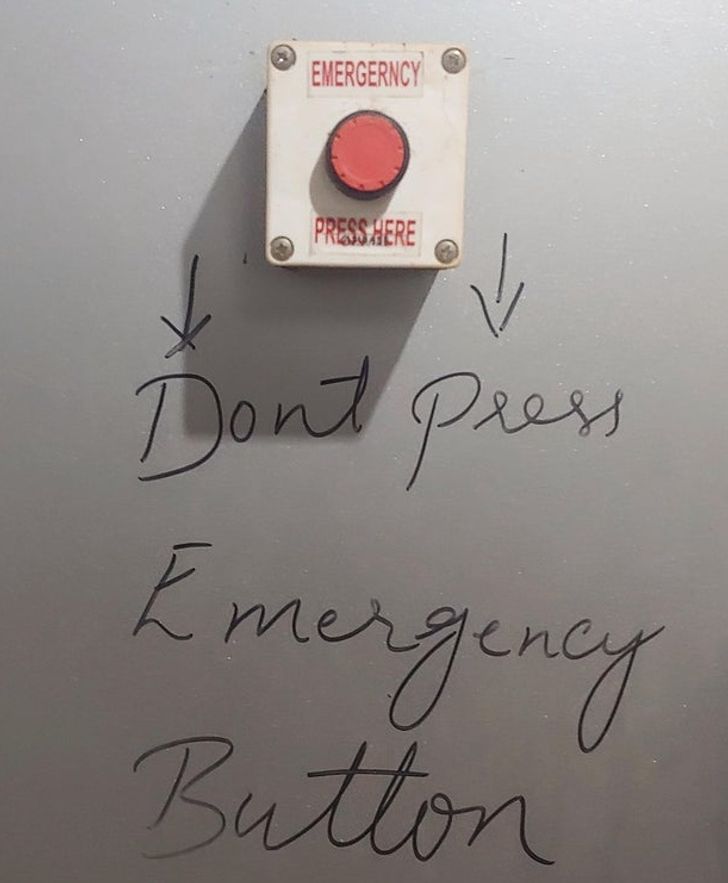 EMERGERNCY
PRESS HERE
Dont Press
Emergency
Button